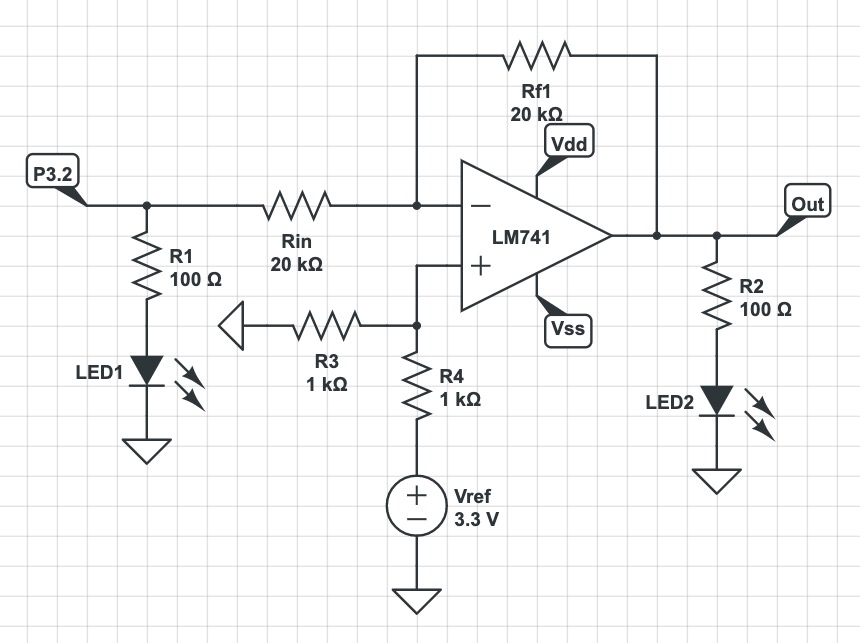 Rf1
20 kΩ
Vdd
P3.2
Out
−
LM741
+
Rin
20 kΩ
R1
100 Ω
R2
100 Ω
Vss
R3
1 kΩ
LED1
R4
1 kΩ
LED2
+
−
Vref
3.3 V